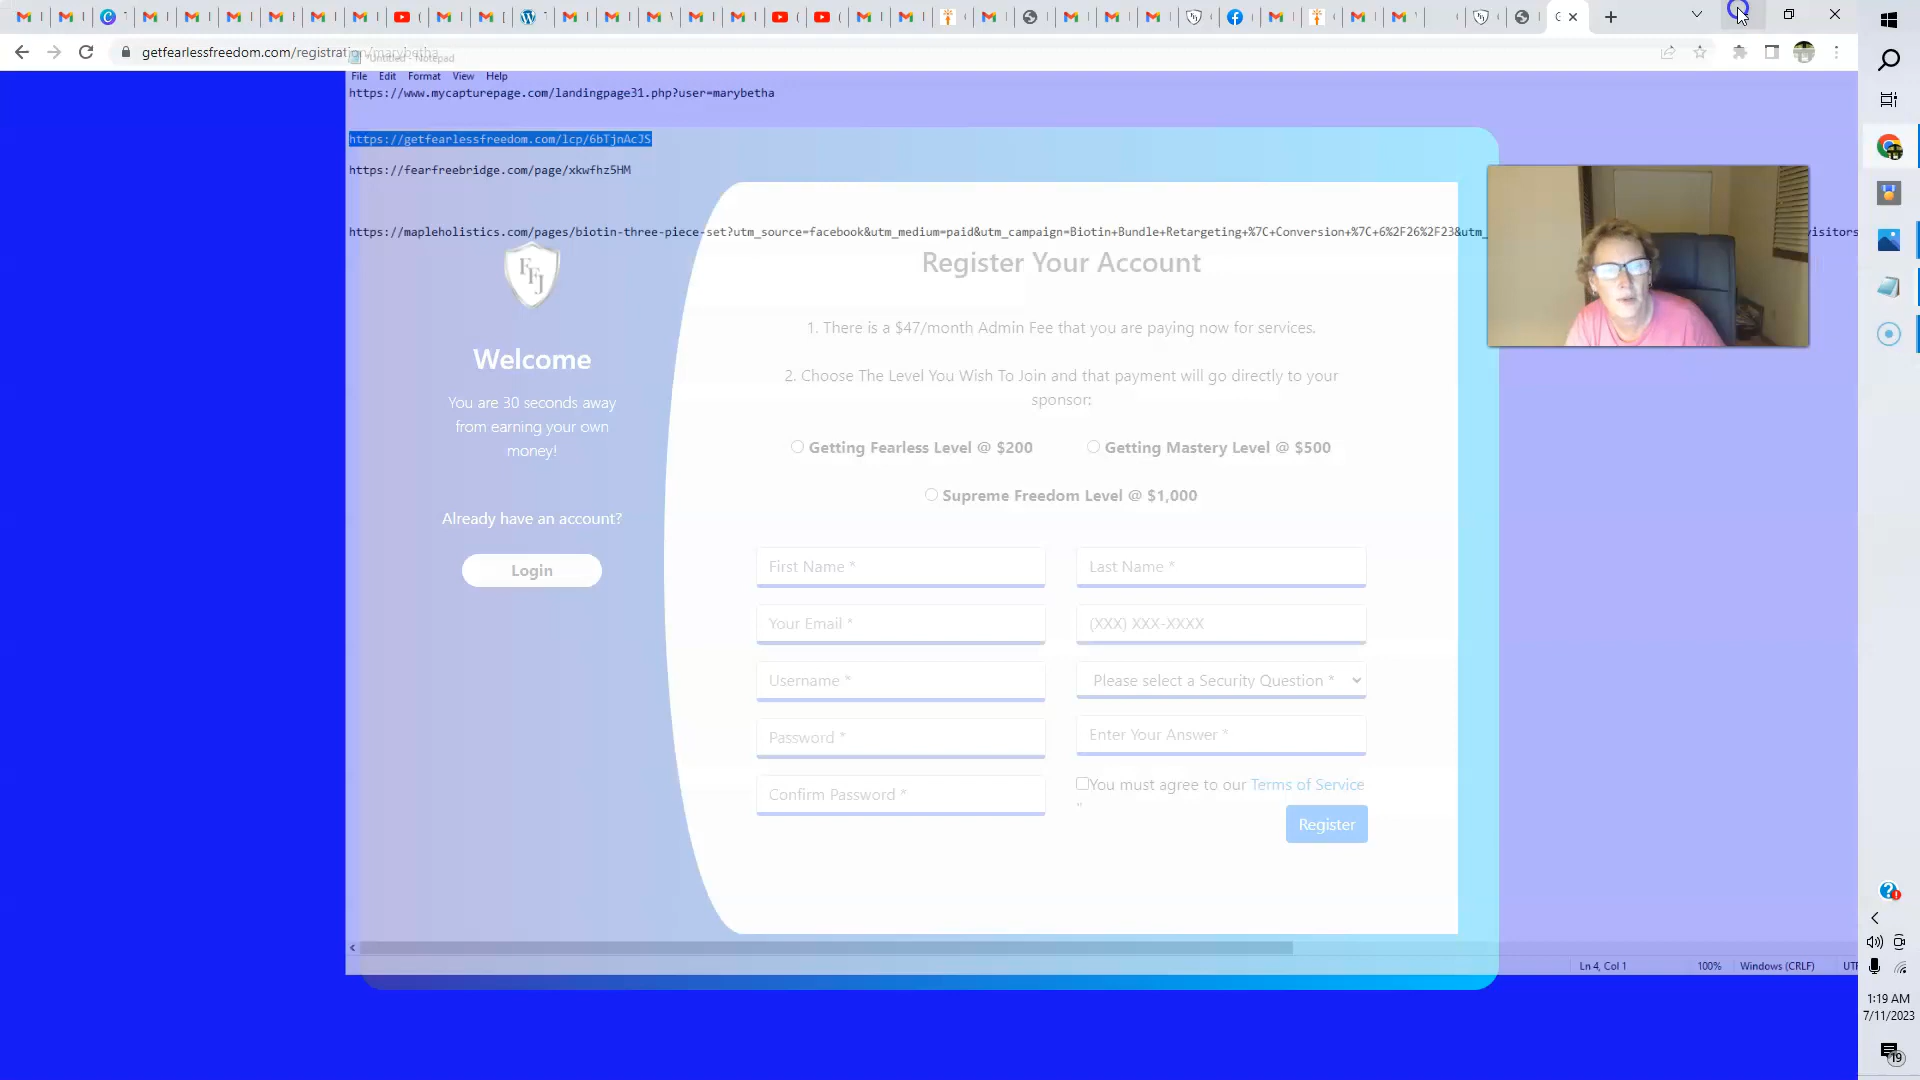 getfearlessfreedom.com/registration/marybetha
*Untitled - Notepad
File Edit Format View Help
https://www.mycapturepage.com/landingpage31.php?user=marybetha
https://getfearlessfreedom.com/lcp/6bTjnAcJS
https://fearfreebridge.com/page/xkwfhz5HM
https://mapleholistics.com/pages/biotin-three-piece-set?utm_source=facebook&utm_medium=paid&utm_campaign=Biotin+Bundle+Retargeting+%7C+Conversion+%7C+6%2F26%2F23&utm_
visitors
FFJ
Welcome
You are 30 seconds away
from earning your own
money!
Already have an account?
Login
Register Your Account
1. There is a $47/month Admin Fee that you are paying now for services.
2. Choose The Level You Wish To Join and that payment will go directly to your
sponsor:
Getting Fearless Level @ $200
Getting Mastery Level @ $500
Supreme Freedom Level @ $1,000
First Name *
Last Name *
Your Email *
(XXX) XXX-XXXX
Username *
Please select a Security Question *
Password *
Enter Your Answer *
Confirm Password *
You must agree to our Terms of Service
*
Register
Ln 4, Col 1
100%
Windows (CRLF)
UTF
1:19 AM
7/11/2023
19